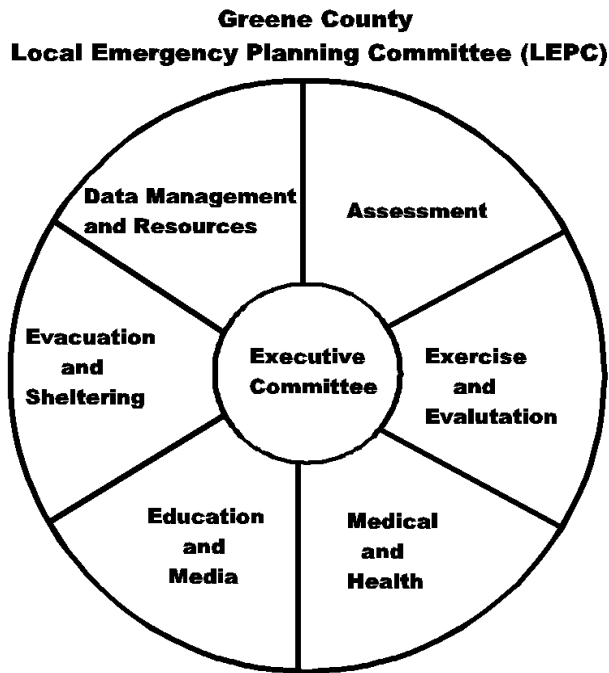 Greene County
Local Emergency Planning Committee (LEPC)
Data Management
and Resources
Assessment
Evacuation
and
Sheltering
Executive
Committee
Exercise
and
Evalutation
Education
and
Media
Medical
and
Health